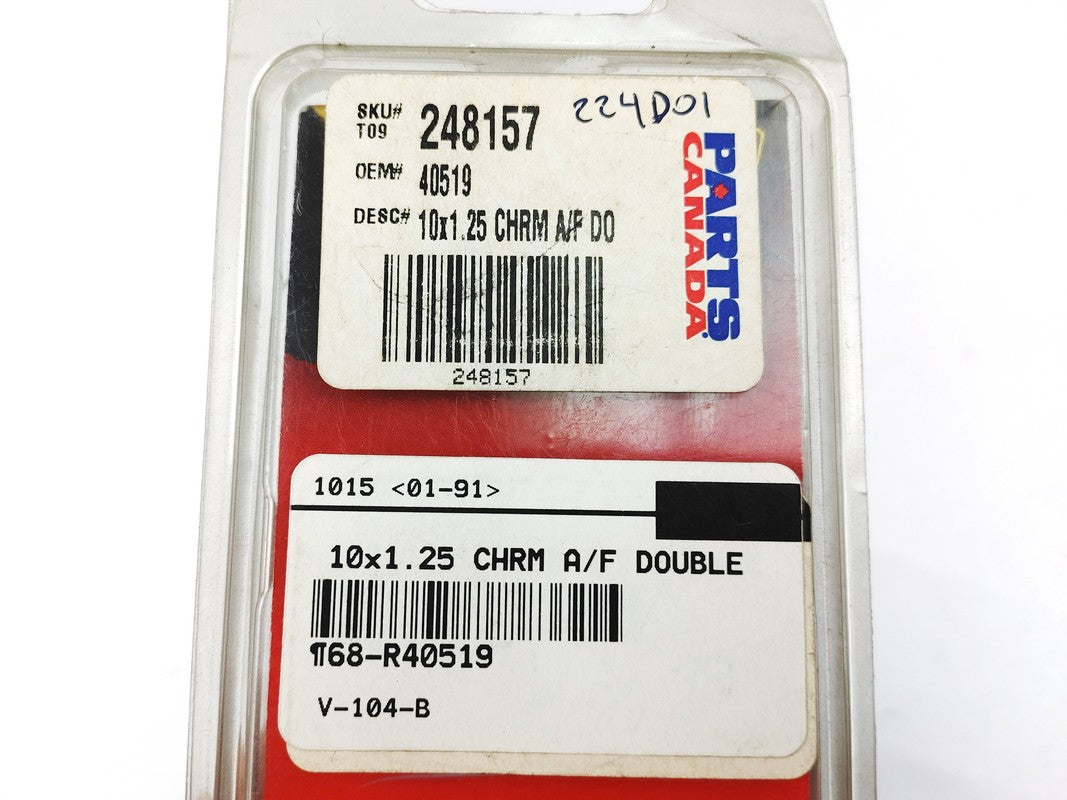 SKU# 248157 224D01
T09
OEM# 40519
DESC# 10x1.25 CHRM A/F DO
248157
PARTS
CANADA
1015 <01-91>
10x1.25 CHRM A/F DOUBLE
¶68-R40519
V-104-B